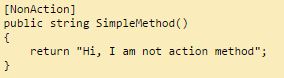 [NonAction]
public string SimpleMethod()
{
    return "Hi, I am not action method";
}